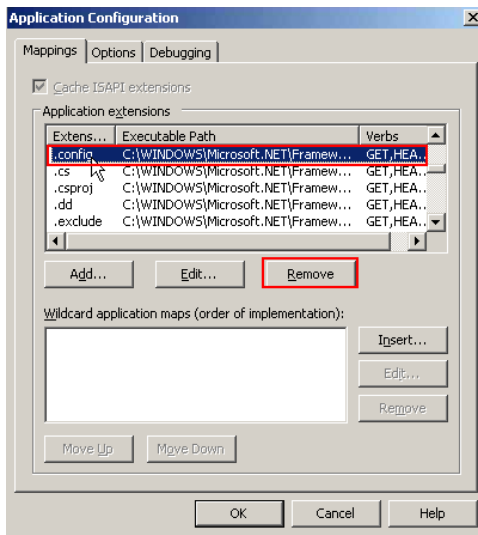 Application Configuration
Mappings Options Debugging
Cache ISAPI extensions
Application extensions
Extens... Executable Path Verbs
.config C:\WINDOWS\Microsoft.NET\Framew... GET,HEA...
.cs C:\WINDOWS\Microsoft.NET\Framew... GET,HEA...
.csproj C:\WINDOWS\Microsoft.NET\Framew... GET,HEA...
.dd C:\WINDOWS\Microsoft.NET\Framew... GET,HEA...
.exclude C:\WINDOWS\Microsoft.NET\Framew... GET,HEA...
Add... Edit... Remove
Wildcard application maps (order of implementation):
Insert...
Edit...
Remove
Move Up Move Down
OK Cancel Help